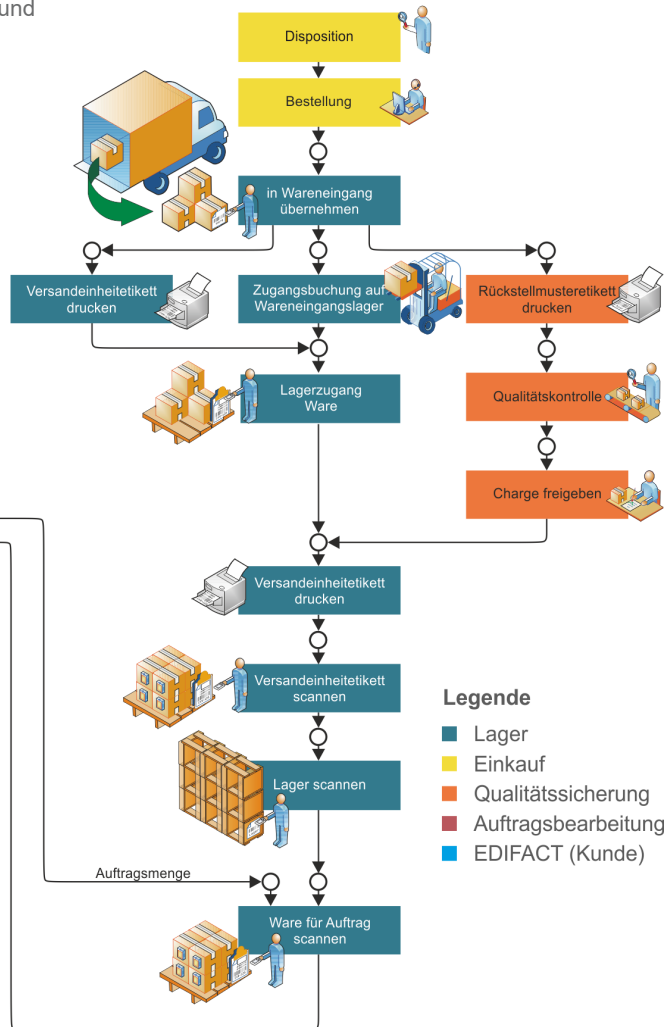 und
Disposition
Bestellung
in Wareneingang
übernehmen
Versandeinheitetikett
drucken
Zugangsbuchung auf
Wareneingangslager
Rückstellmusteretikett
drucken
Lagerzugang
Ware
Qualitätskontrolle
Charge freigeben
Versandeinheitetikett
drucken
Versandeinheitetikett
scannen
Lager scannen
Auftragsmenge
Ware für Auftrag
scannen
Legende
Lager
Einkauf
Qualitätssicherung
Auftragsbearbeitung
EDIFACT (Kunde)